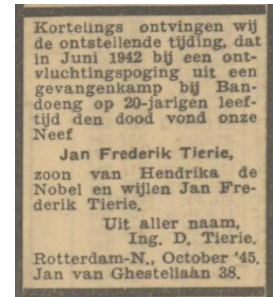 Kortelings ontvingen wij
de ontstellende tijding, dat
in Juni 1942 bij een ont-
vluchtingspoging uit een
gevangenkamp bij Ban-
doeng op 20-jarigen leef-
tijd den dood vond onze
Neef
Jan Frederik Tierie,
zoon van Hendrika de
Nobel en wijlen Jan Fre-
derik Tierie.
Uit aller naam,
Ing. D. Tierie.
Rotterdam-N., October '45.
Jan van Ghestellaan 38.